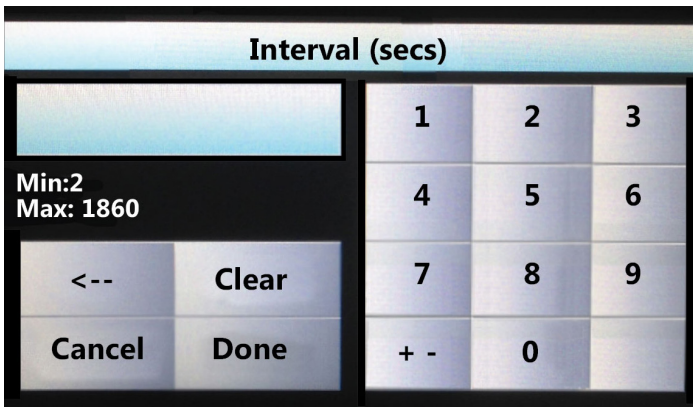 Interval (secs)
Min:2
Max: 1860
<-- Clear
Cancel Done
1 2 3
4 5 6
7 8 9
+ - 0